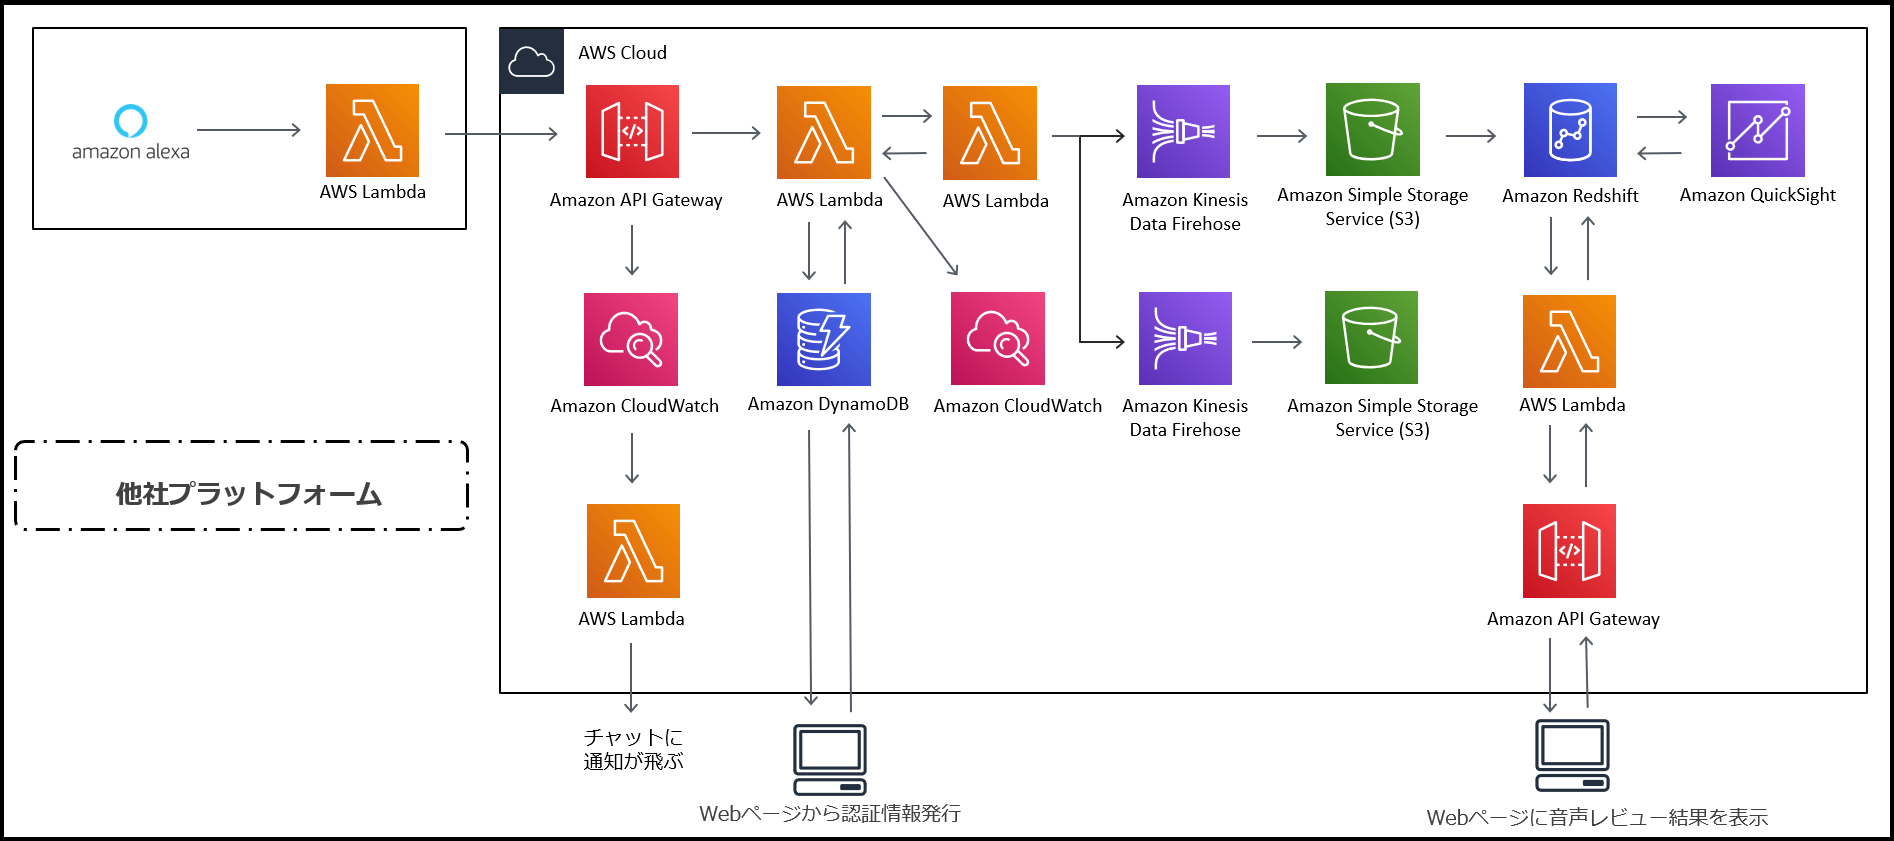 AWS Cloud
amazon alexa
AWS Lambda
Amazon API Gateway
AWS Lambda
AWS Lambda
Amazon Kinesis
Data Firehose
Amazon Simple Storage
Service (S3)
Amazon Redshift
Amazon QuickSight
Amazon CloudWatch
Amazon DynamoDB
Amazon CloudWatch
Amazon Kinesis
Data Firehose
Amazon Simple Storage
Service (S3)
AWS Lambda
他社プラットフォーム
AWS Lambda
Amazon API Gateway
チャットに
通知が飛ぶ
Webページから認証情報発行
Webページに音声レビュー結果を表示